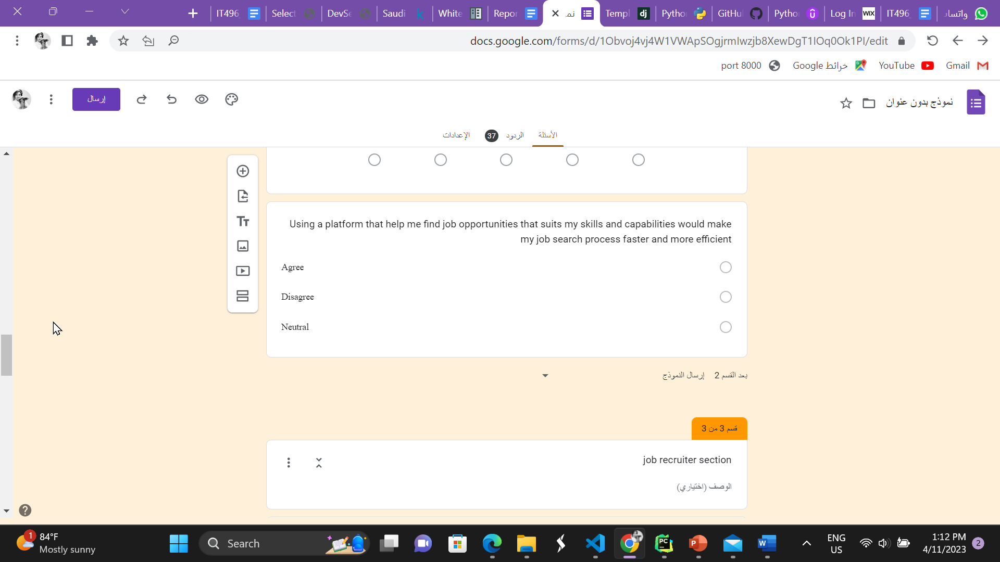 IT496
Select
DevSe
Saudi
White
Repor
نم
Templ
Pytho
GitHu
Pytho
Log In
IT496
واتساب
docs.google.com/forms/d/1Obvoj4vj4W1VWApSOgjrmIwzjb8XewDgT1IOq0Ok1PI/edit
port 8000
خرائط Google
YouTube
Gmail
إرسال
نموذج بدون عنوان
الأسئلة
الردود 37
الإعدادات
Using a platform that help me find job opportunities that suits my skills and capabilities would make
my job search process faster and more efficient
Agree
Disagree
Neutral
بعد القسم 2 إرسال النموذج
قسم 3 من 3
job recruiter section
الوصف (اختياري)
1
84°F
Mostly sunny
Search
ENG
US
1:12 PM
4/11/2023
2